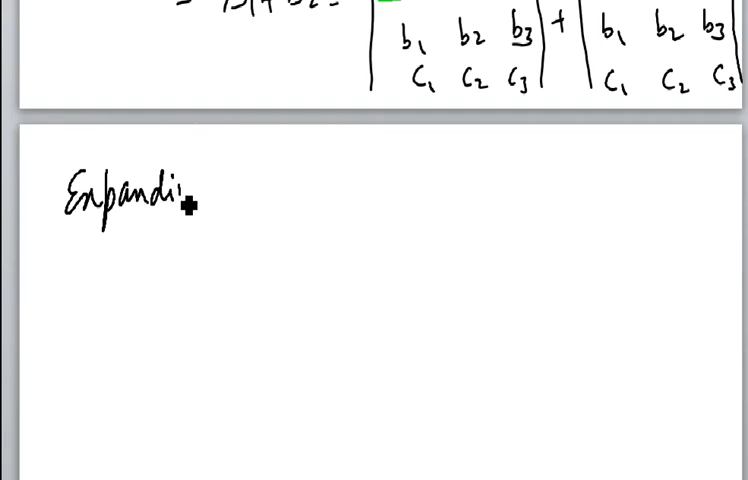 b₁ b₂ b₃ + b₁ b₂ b₃
c₁ c₂ c₃ c₁ c₂ c₃
Expandi